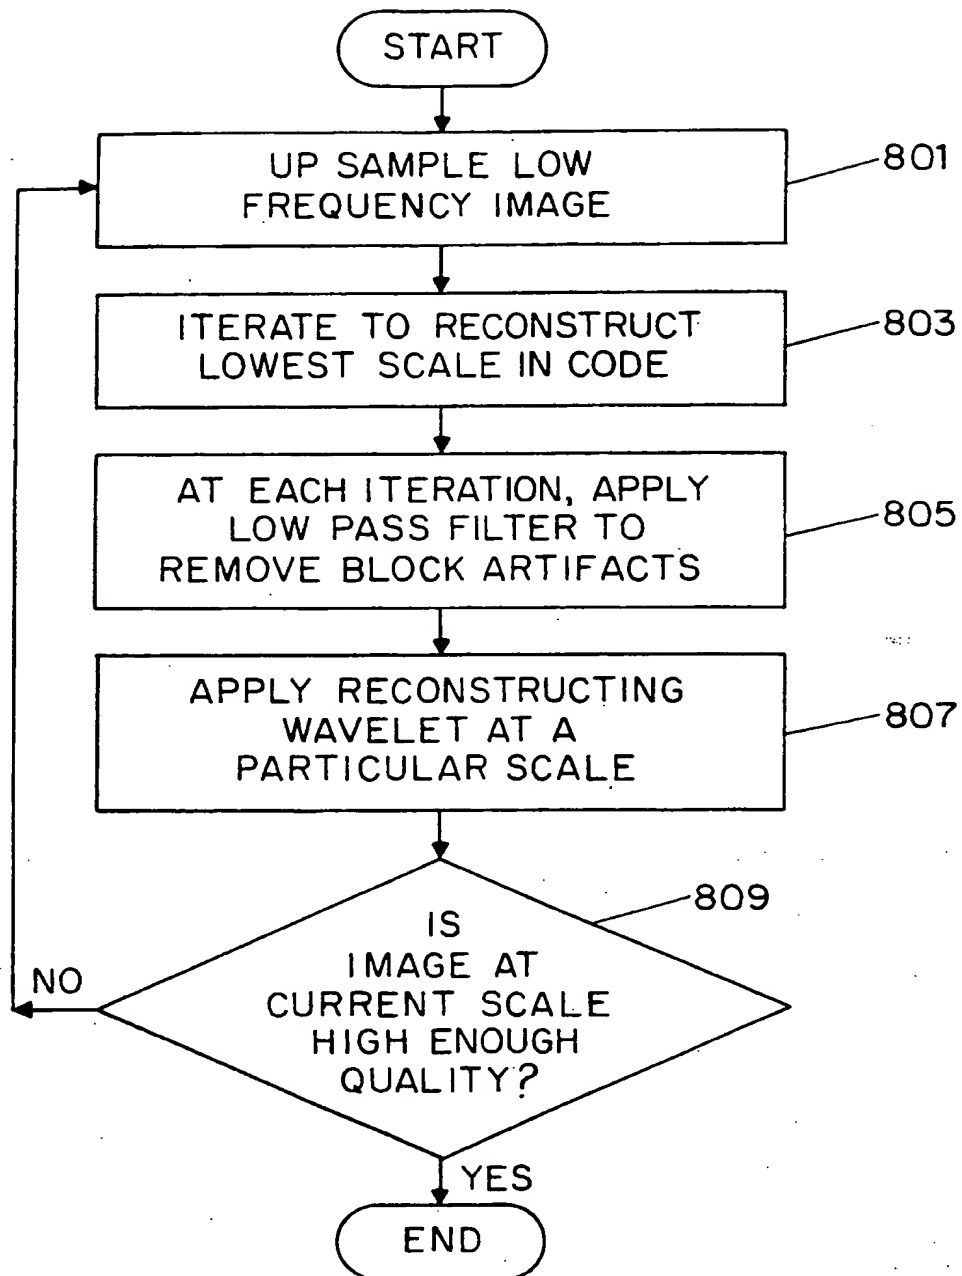 START
UP SAMPLE LOW
FREQUENCY IMAGE
801
ITERATE TO RECONSTRUCT
LOWEST SCALE IN CODE
803
AT EACH ITERATION, APPLY
LOW PASS FILTER TO
REMOVE BLOCK ARTIFACTS
805
APPLY RECONSTRUCTING
WAVELET AT A
PARTICULAR SCALE
807
IS
IMAGE AT
CURRENT SCALE
HIGH ENOUGH
QUALITY?
809
NO
YES
END